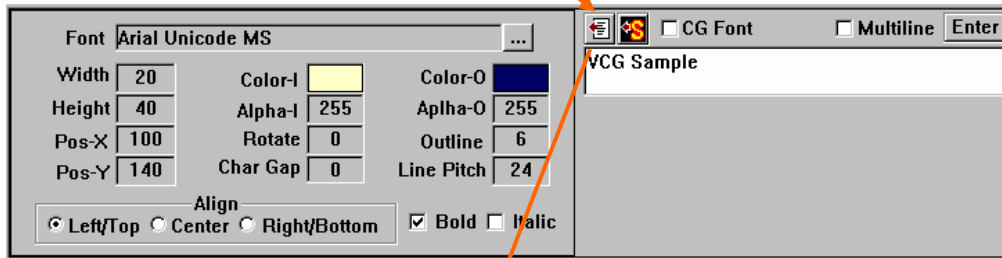 Font Arial Unicode MS ...
Width 20 Color-I Color-O
Height 40 Alpha-I 255 Aplha-O 255
Pos-X 100 Rotate 0 Outline 6
Pos-Y 140 Char Gap 0 Line Pitch 24
Align
Left/Top Center Right/Bottom Bold Italic
S CG Font Multiline Enter
VCG Sample